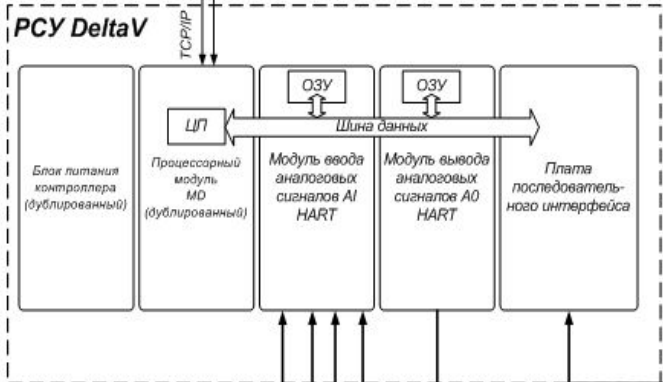 РСУ DeltaV
TCP/IP
ОЗУ
ОЗУ
ЦП
Шина данных
Блок питания
контроллера
(дублированный)
Процессорный
модуль
MD
(дублированный)
Модуль ввода
аналоговых
сигналов AI
HART
Модуль вывода
аналоговых
сигналов A0
HART
Плата
последователь-
ного интерфейса